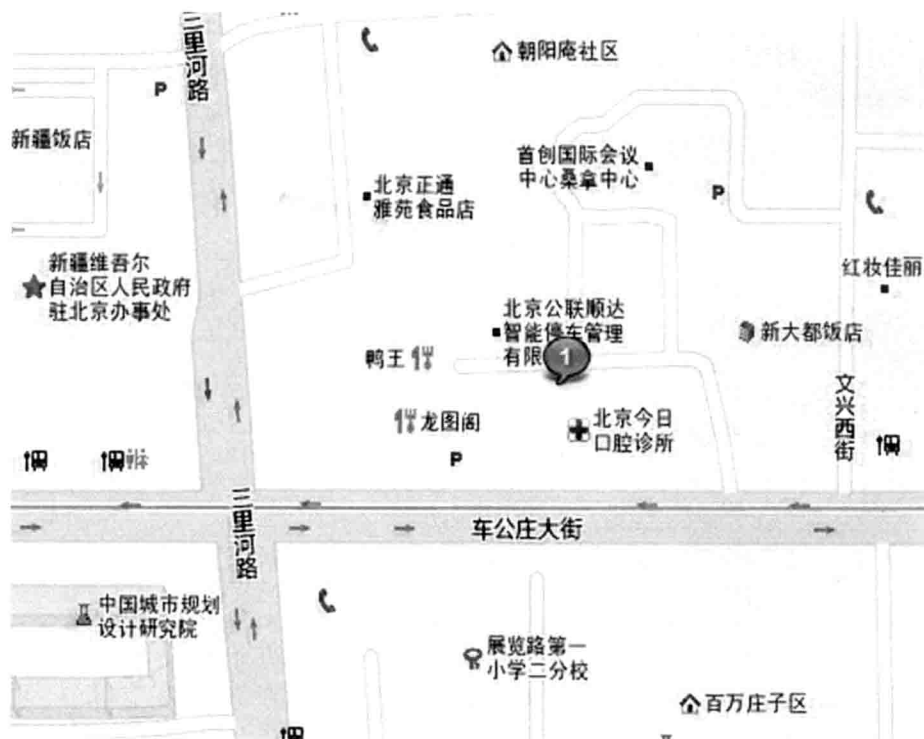 三里河路
朝阳庵社区
P
新疆饭店
首创国际会议
中心桑拿中心
P
北京正通
雅苑食品店
新疆维吾尔
自治区人民政府
驻北京办事处
红妆佳丽
北京公联顺达
智能停车管理
有限
1
新大都饭店
鸭王
文兴西街
龙图阁
北京今日
口腔诊所
P
三里河路
车公庄大街
中国城市规划
设计研究院
展览路第一
小学二分校
百万庄子区